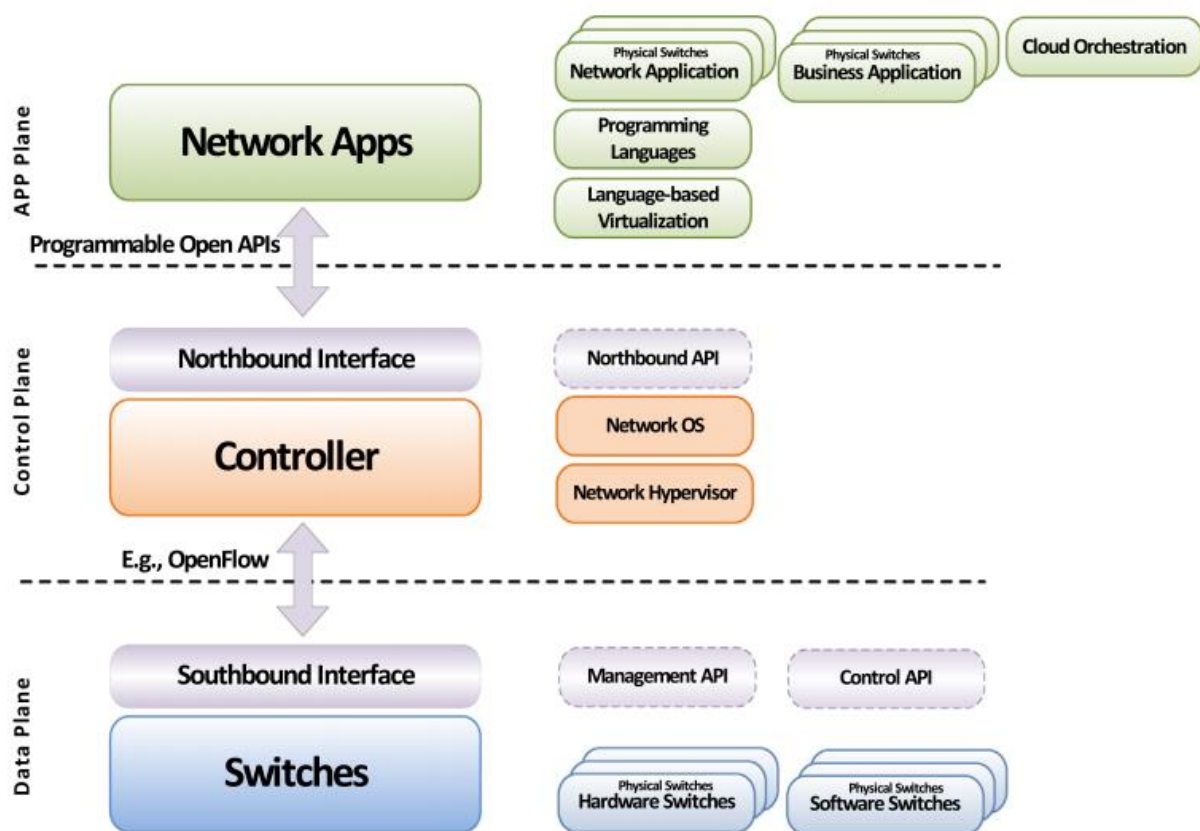 APP Plane
Network Apps
Physical Switches
Network Application
Physical Switches
Business Application
Cloud Orchestration
Programming
Languages
Language-based
Virtualization
Programmable Open APIs
Control Plane
Northbound Interface
Northbound API
Controller
Network OS
Network Hypervisor
E.g., OpenFlow
Data Plane
Southbound Interface
Management API
Control API
Switches
Physical Switches
Hardware Switches
Physical Switches
Software Switches